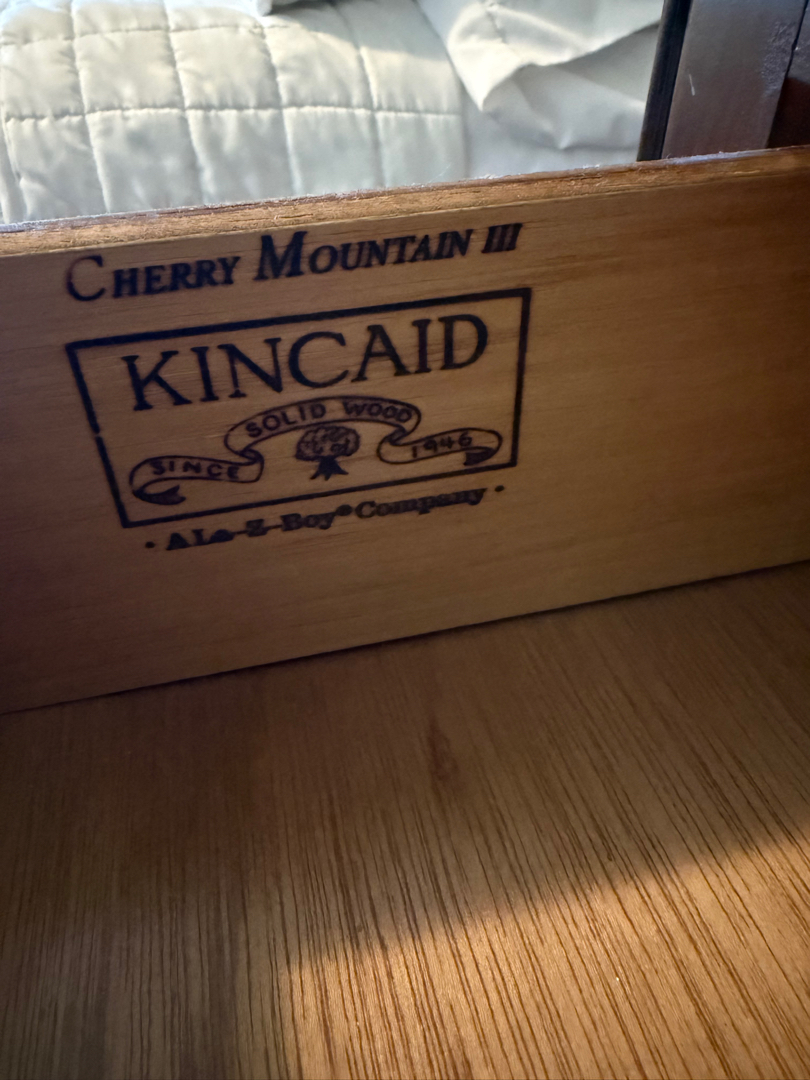 CHERRY MOUNTAIN III
KINCAID
SINCE SOLID WOOD 1946
• A La-Z-Boy® Company •